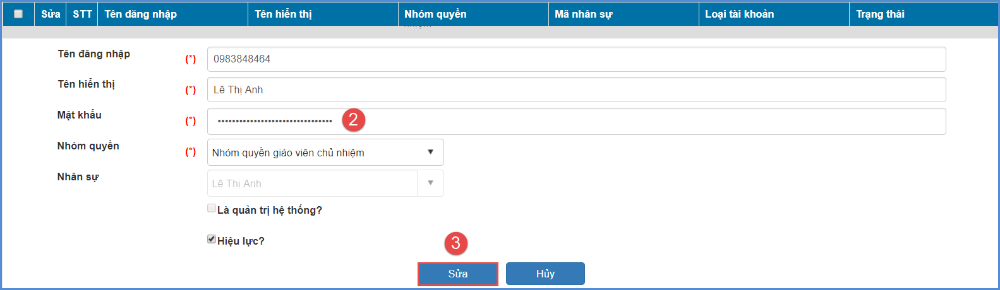 Sửa STT Tên đăng nhập Tên hiển thị Nhóm quyền Mã nhân sự Loại tài khoản Trạng thái
Tên đăng nhập (*) 0983848464
Tên hiển thị (*) Lê Thị Anh
Mật khẩu (*) •••••••••••••••••••••••••••••••• 2
Nhóm quyền (*) Nhóm quyền giáo viên chủ nhiệm
Nhân sự Lê Thị Anh
Là quản trị hệ thống?
Hiệu lực?
3
Sửa Hủy